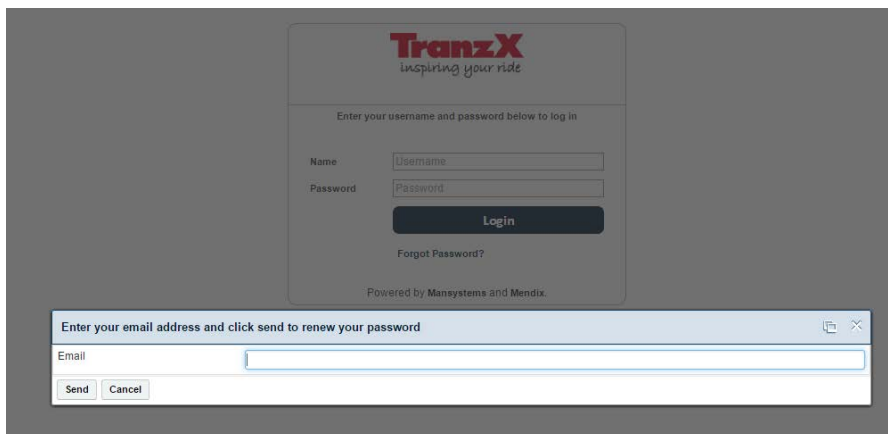 TranzX
inspiring your ride
Enter your username and password below to log in
Name Username
Password Password
Login
Forgot Password?
Powered by Mansystems and Mendix.
Enter your email address and click send to renew your password
Email
Send Cancel